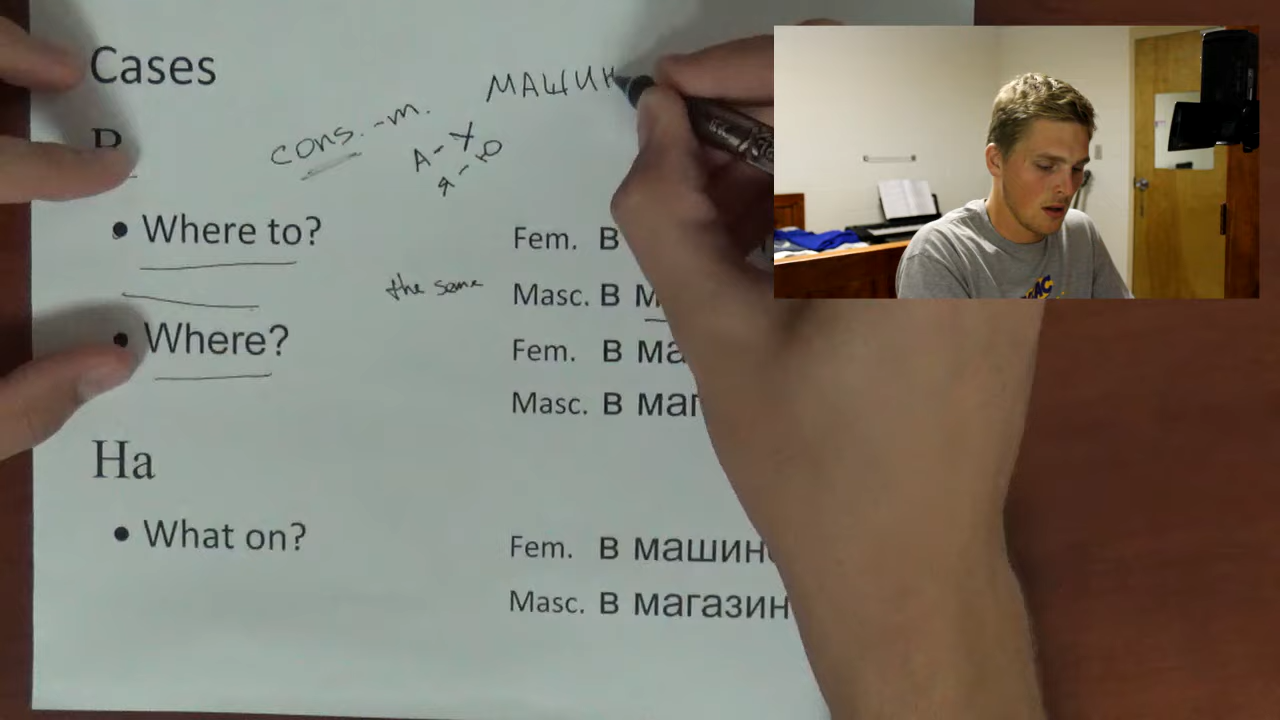 Cases
МАШИН
cons. - m.
А - У
я - Ю
• Where to?
Fem. В
the same
Masc. В М
• Where?
Fem. В ма
Masc. В маг
На
• What on?
Fem. В машин
Masc. В магазин